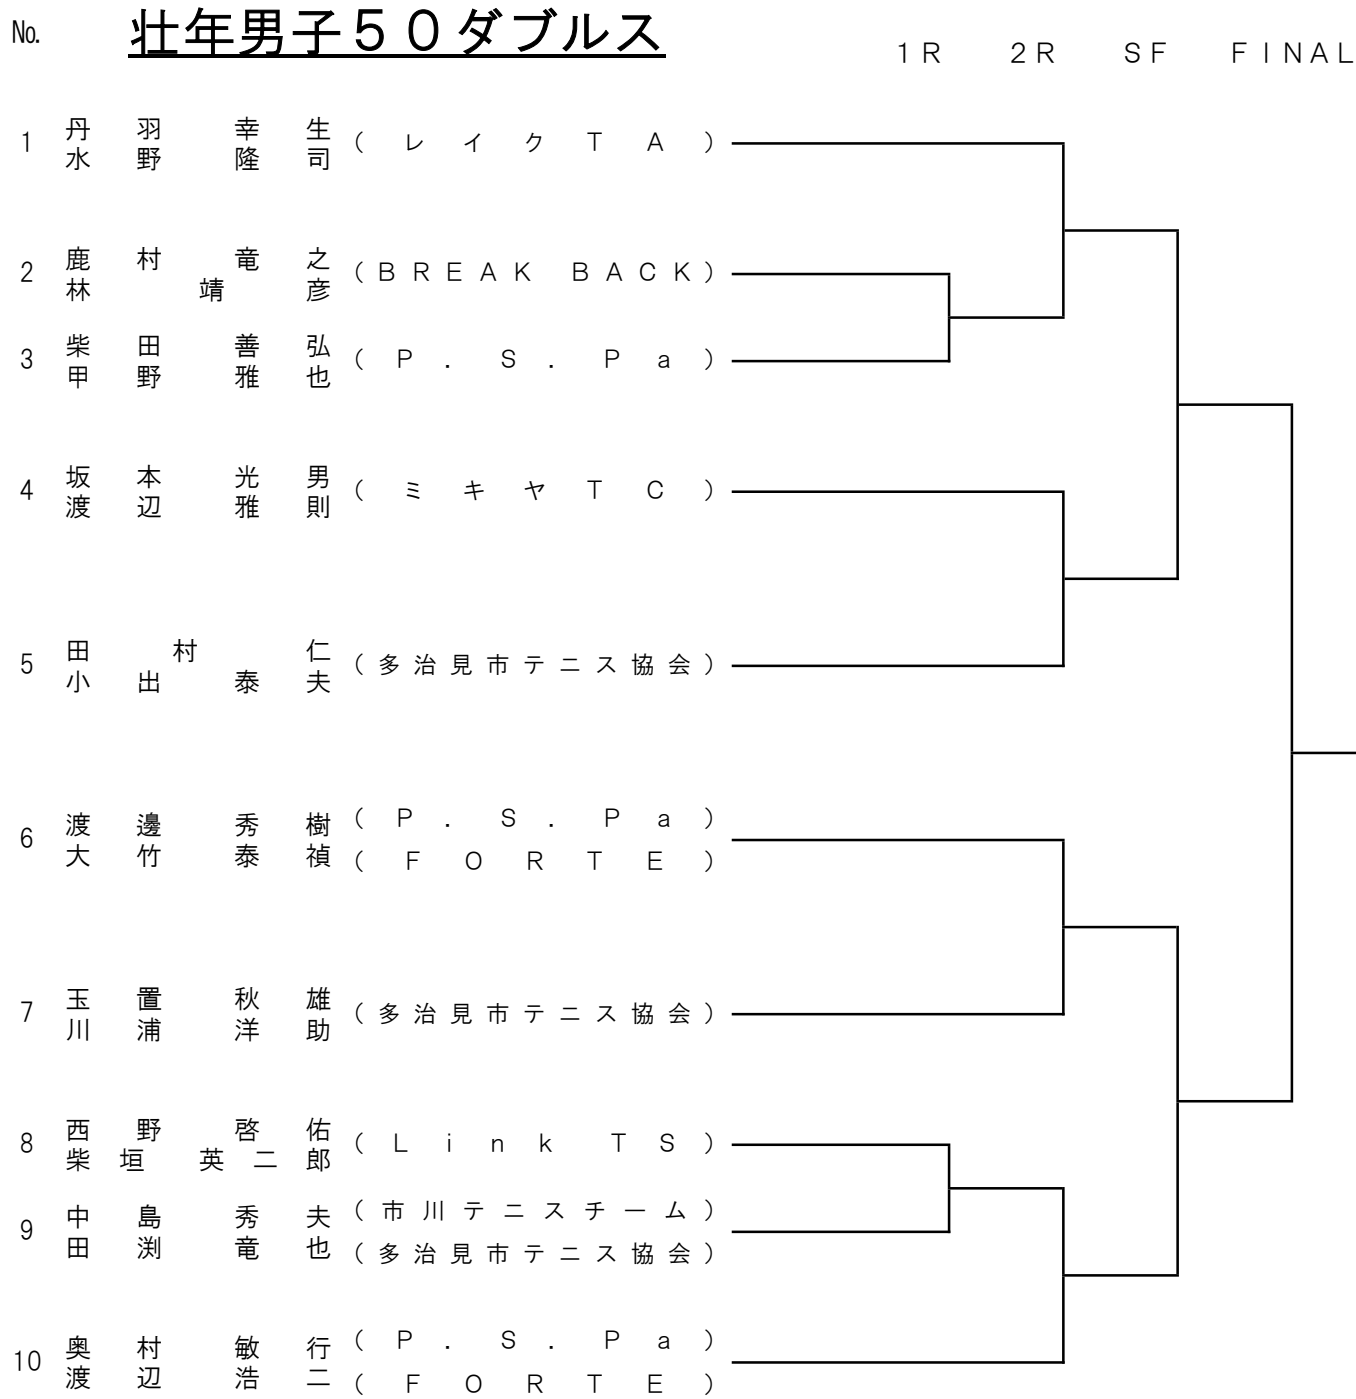 No. 壮年男子50ダブルス 1R 2R SF FINAL
1 丹羽 幸生 (レイクTA)
水野 隆司
2 鹿村 竜之 (BREAK BACK)
林 靖彦
3 柴田 善弘 (P.S.Pa)
甲野 雅也
4 坂本 光男 (ミキヤTC)
渡辺 雅則
5 田村 仁 (多治見市テニス協会)
小出 泰夫
6 渡邊 秀樹 (P.S.Pa)
大竹 泰禎 (FORTE)
7 玉置 秋雄 (多治見市テニス協会)
川浦 洋助
8 西野 啓佑 (Link TS)
柴垣 英二郎
9 中島 秀夫 (市川テニスチーム)
田渕 竜也 (多治見市テニス協会)
10 奥村 敏行 (P.S.Pa)
渡辺 浩二 (FORTE)